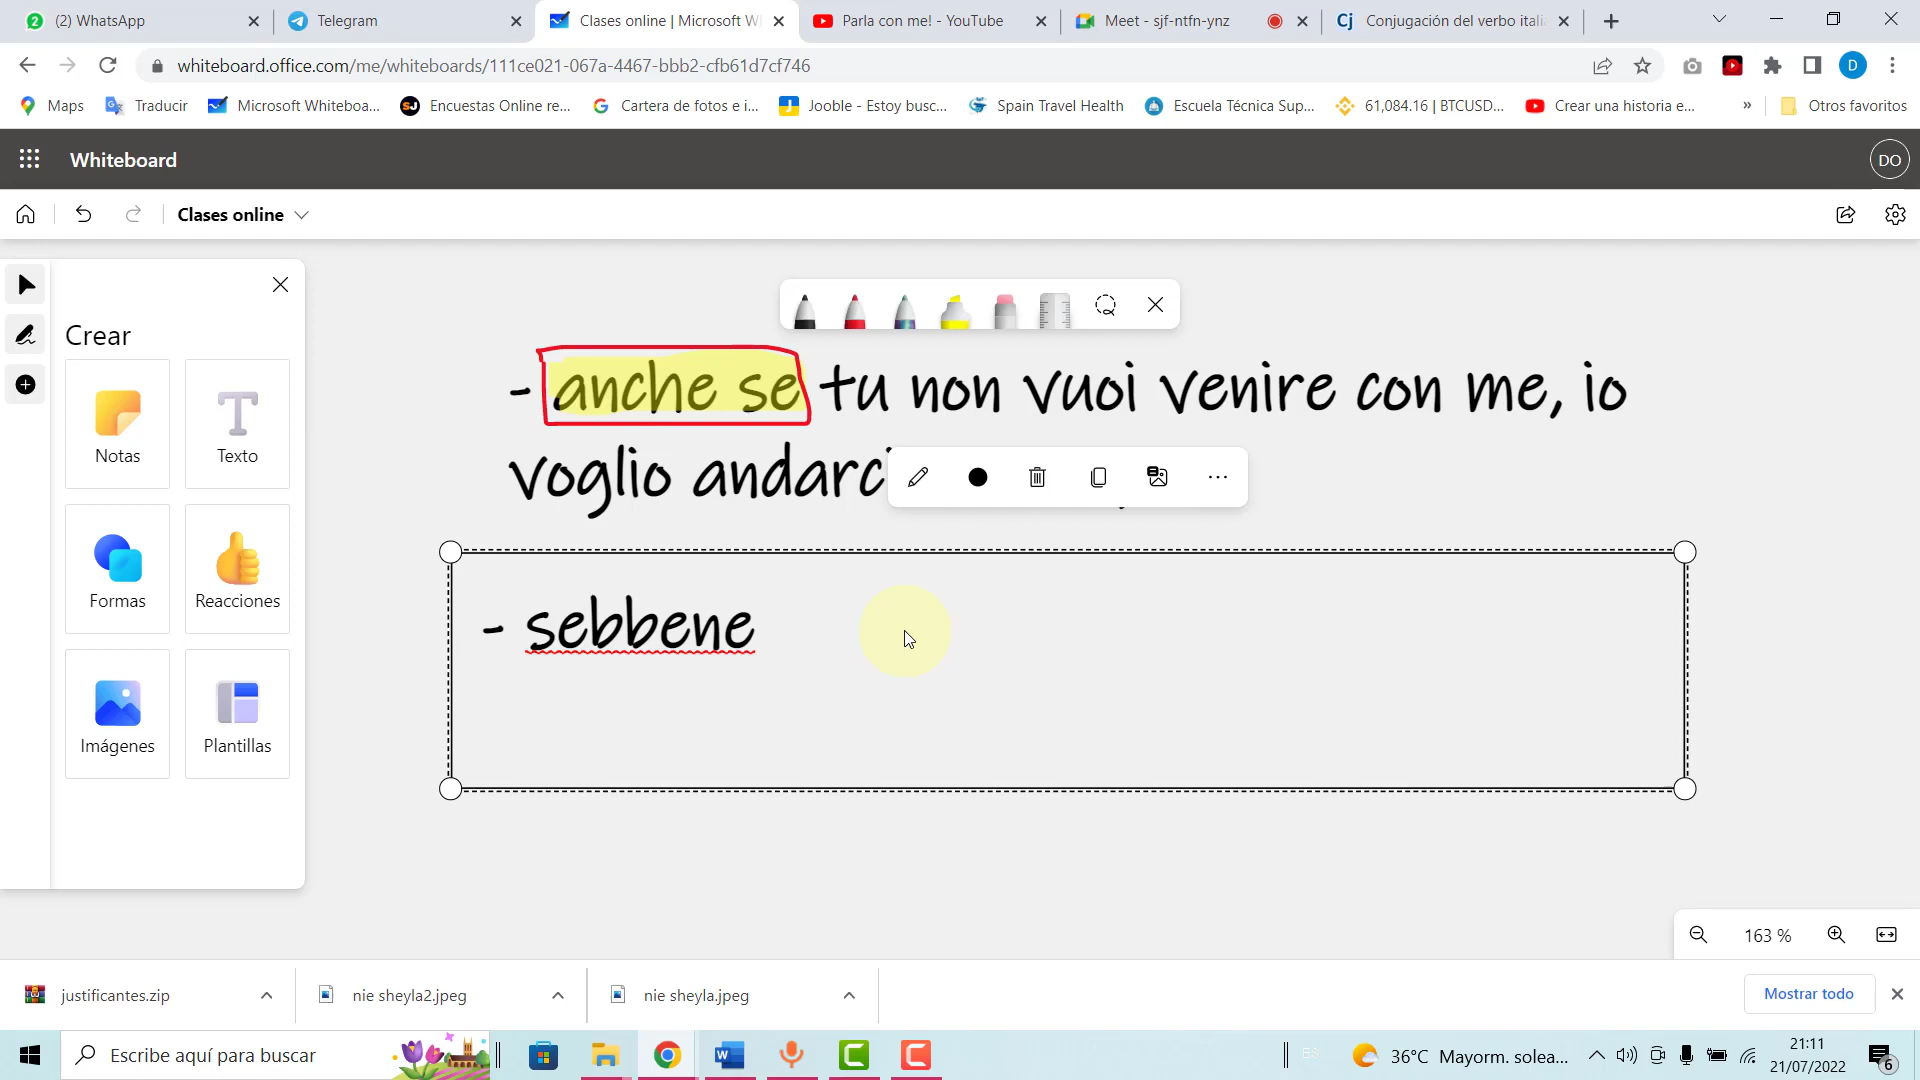 (2) WhatsApp
Telegram
Clases online | Microsoft W
Parla con me! - YouTube
Meet - sjf-ntfn-ynz
Cj Conjugación del verbo itali
whiteboard.office.com/me/whiteboards/111ce021-067a-4467-bbb2-cfb61d7cf746
D
Maps
Traducir
Microsoft Whiteboa...
Encuestas Online re...
Cartera de fotos e i...
Jooble - Estoy busc...
Spain Travel Health
Escuela Técnica Sup...
61,084.16 | BTCUSD...
Crear una historia e...
»
Otros favoritos
Whiteboard
DO
Clases online
Crear
Notas
Texto
Formas
Reacciones
Imágenes
Plantillas
- anche se tu non vuoi venire con me, io
voglio andarci
- sebbene
163 %
justificantes.zip
nie sheyla2.jpeg
nie sheyla.jpeg
Mostrar todo
Escribe aquí para buscar
36°C Mayorm. solea...
21:11
21/07/2022
6